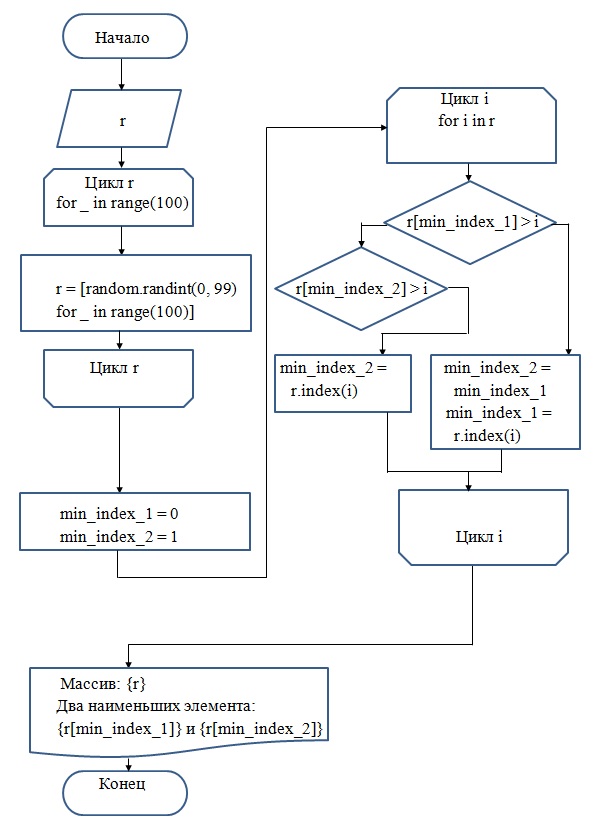 Начало
r
Цикл r
for _ in range(100)
r = [random.randint(0, 99)
for _ in range(100)]
Цикл r
min_index_1 = 0
min_index_2 = 1
Цикл i
for i in r
r[min_index_1] > i
r[min_index_2] > i
min_index_2 =
r.index(i)
min_index_2 =
min_index_1
min_index_1 =
r.index(i)
Цикл i
Массив: {r}
Два наименьших элемента:
{r[min_index_1]} и {r[min_index_2]}
Конец